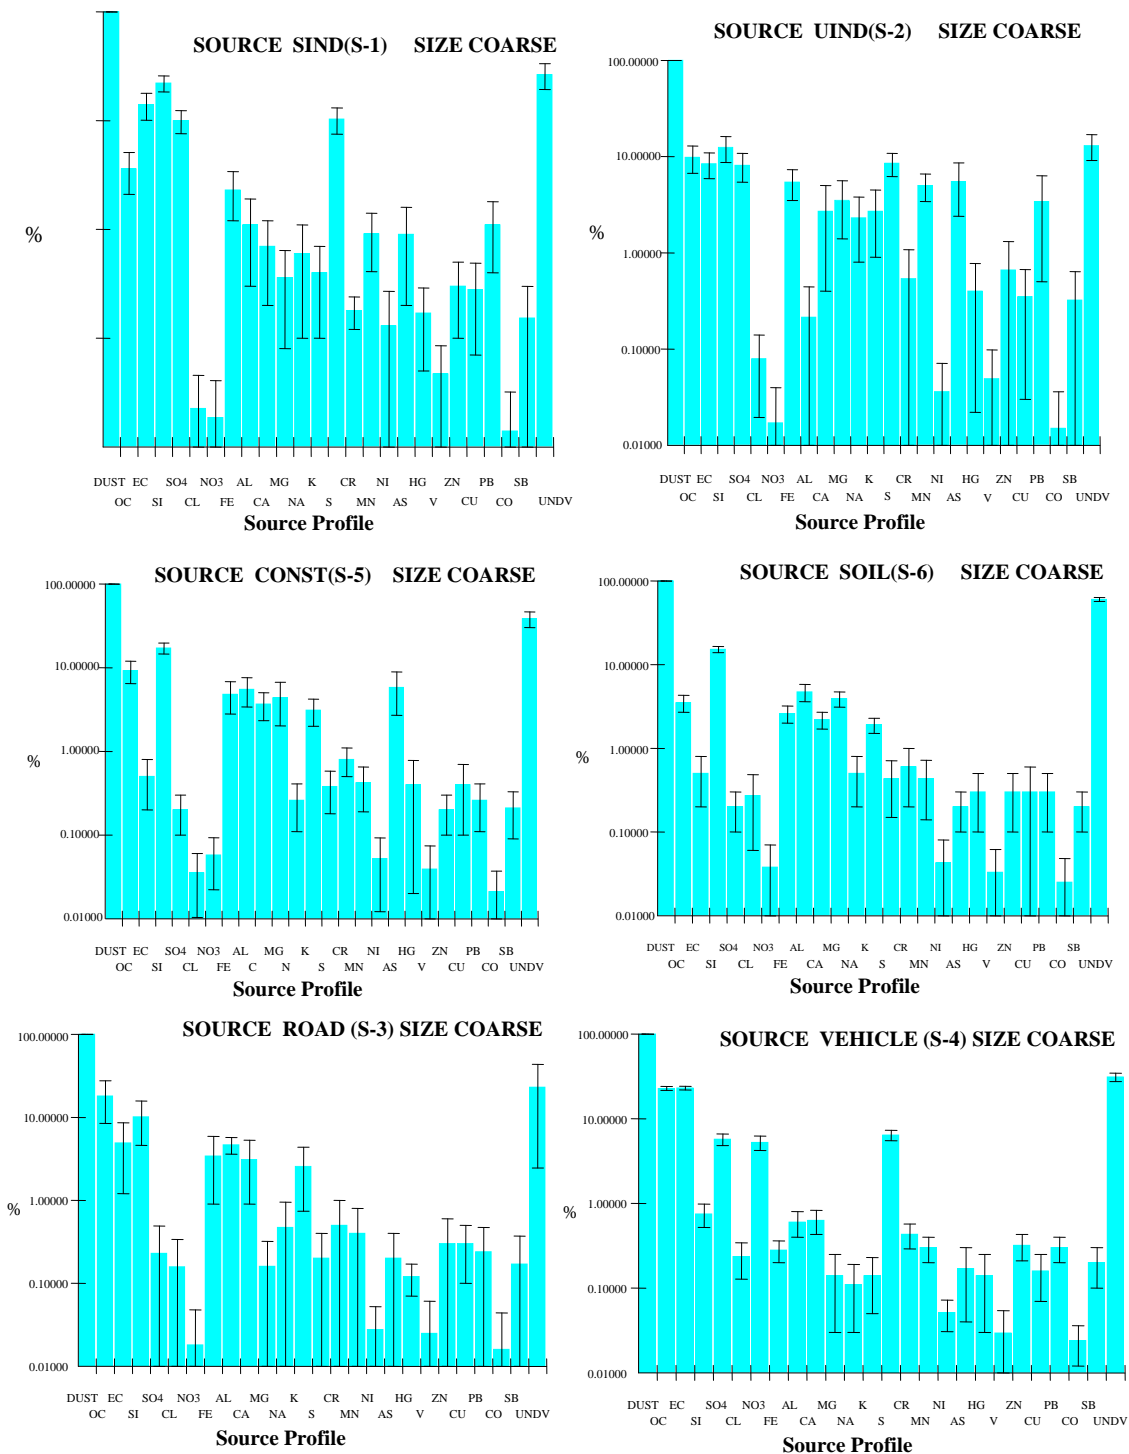 SOURCE SIND(S-1) SIZE COARSE
%
DUST EC SO4 NO3 AL MG K CR NI HG ZN PB SB
OC SI CL FE CA NA S MN AS V CU CO UNDV
Source Profile
SOURCE UIND(S-2) SIZE COARSE
100.00000
10.00000
%
1.00000
0.10000
0.01000
DUST EC SO4 NO3 AL MG K CR NI HG ZN PB SB
OC SI CL FE CA NA S MN AS V CU CO UNDV
Source Profile
SOURCE CONST(S-5) SIZE COARSE
100.00000
10.00000
1.00000
%
0.10000
0.01000
DUST EC SO4 NO3 AL MG K CR NI HG ZN PB SB
OC SI CL FE C N S MN AS V CU CO UNDV
Source Profile
SOURCE SOIL(S-6) SIZE COARSE
100.00000
10.00000
1.00000
%
0.10000
0.01000
DUST EC SO4 NO3 AL MG K CR NI HG ZN PB SB
OC SI CL FE CA NA S MN AS V CU CO UNDV
Source Profile
SOURCE ROAD (S-3) SIZE COARSE
100.00000
10.00000
1.00000
%
0.10000
0.01000
DUST EC SO4 NO3 AL MG K CR NI HG ZN PB SB
OC SI CL FE CA NA S MN AS V CU CO UNDV
Source Profile
SOURCE VEHICLE (S-4) SIZE COARSE
100.00000
10.00000
1.00000
%
0.10000
0.01000
DUST EC SO4 NO3 AL MG K CR NI HG ZN PB SB
OC SI CL FE CA NA S MN AS V CU CO UNDV
Source Profile